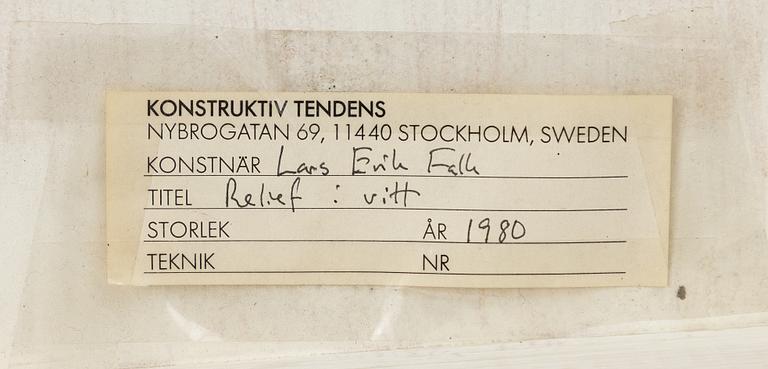 KONSTRUKTIV TENDENS
NYBROGATAN 69, 11440 STOCKHOLM, SWEDEN
KONSTNÄR Lars Erik Falk
TITEL Relief i vitt
STORLEK ÅR 1980
TEKNIK NR